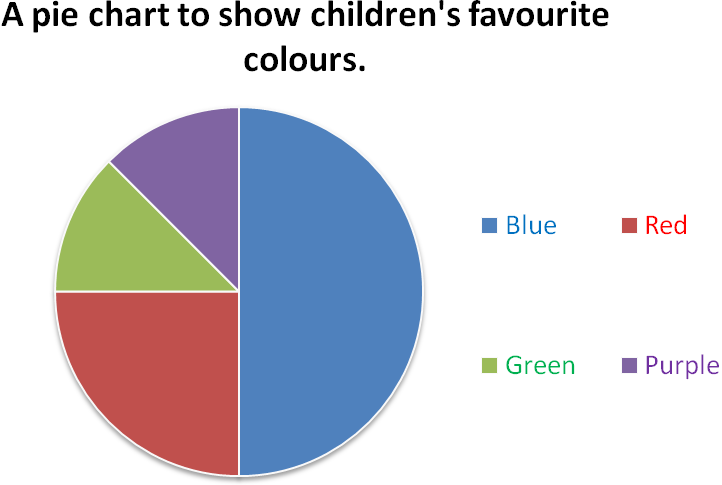 A pie chart to show children's favourite
colours.
Blue Red
Green Purple